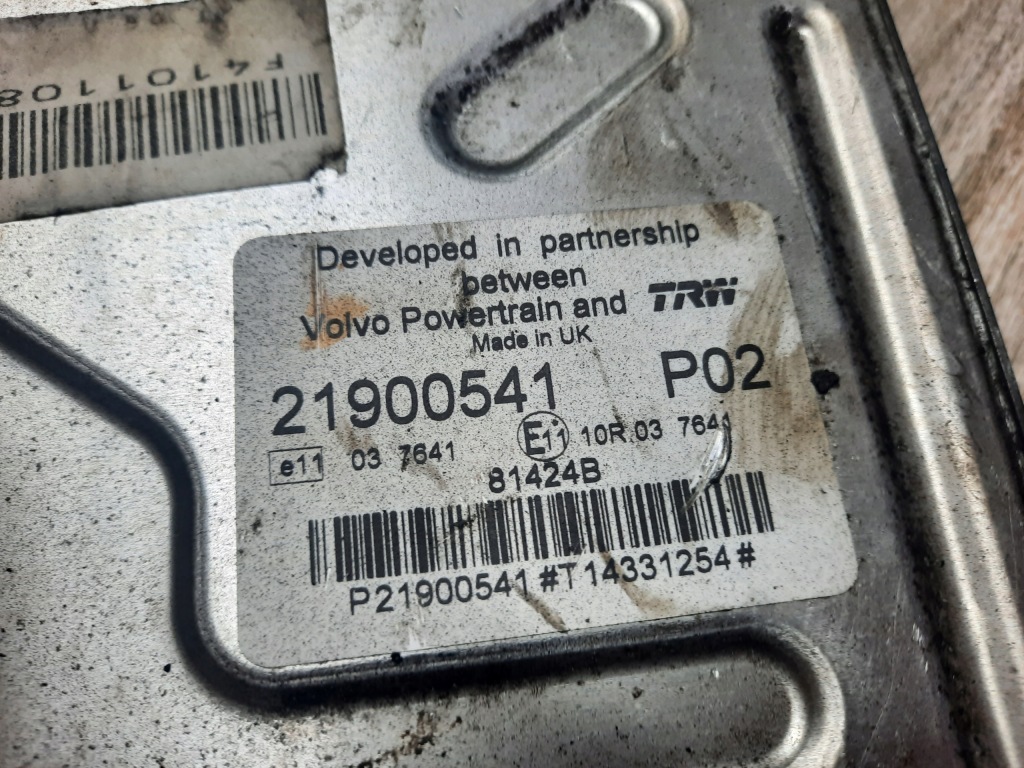 F4101108
Developed in partnership
between
Volvo Powertrain and TRW
Made in UK
21900541 P02
e11 03 7641 E11 10R.03 7641
81424B
P21900541#T14331254#